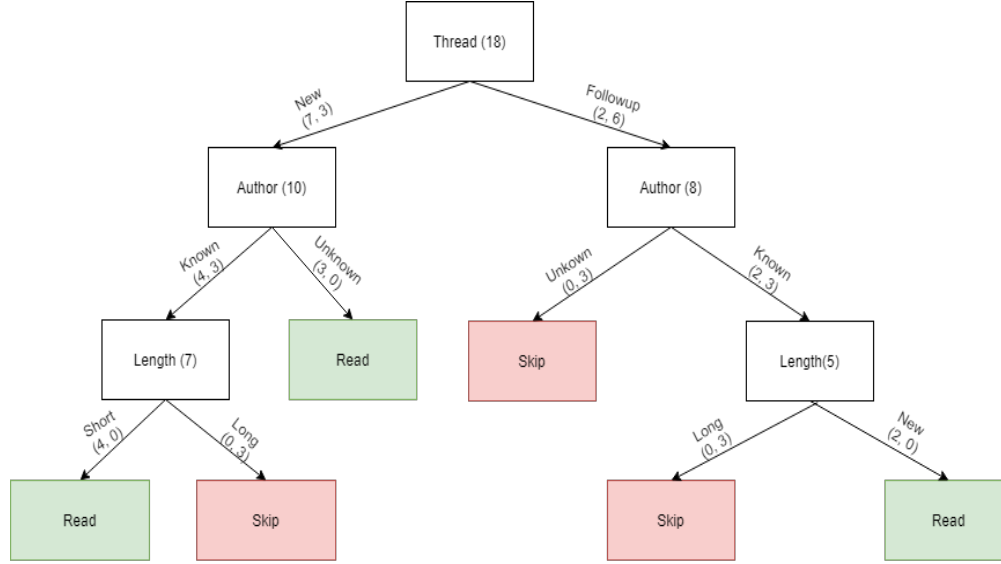 Thread (18)
New
(7, 3)
Followup
(2, 6)
Author (10)
Author (8)
Known
(4, 3)
Unknown
(3, 0)
Unkown
(0, 3)
Known
(2, 3)
Length (7)
Read
Skip
Length(5)
Short
(4, 0)
Long
(0, 3)
Long
(0, 3)
New
(2, 0)
Read
Skip
Skip
Read